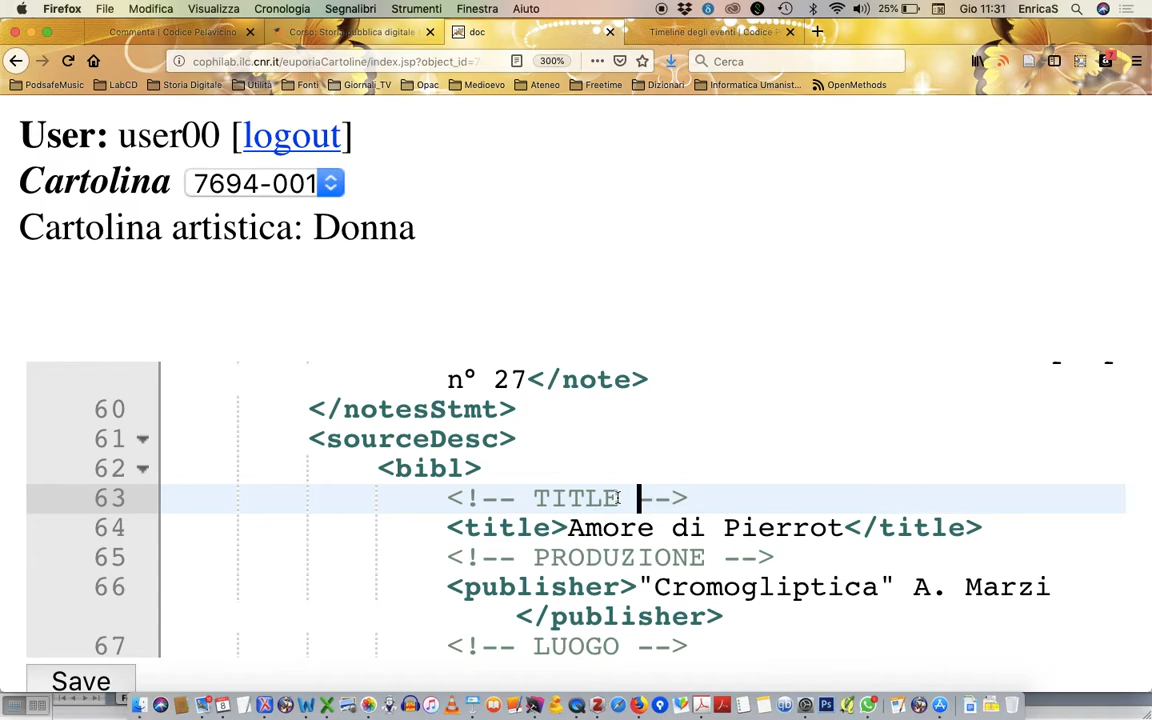 Firefox File Modifica Visualizza Cronologia Segnalibri Strumenti Finestra Aiuto 25% Gio 11:31 EnricaS
Commenta | Codice Pelavicino Corso: Storia pubblica digitale doc Timeline degli eventi | Codice P
cophilab.ilc.cnr.it/euporiaCartoline/index.jsp?object_id= 300% Cerca
PodsafeMusic LabCD Storia Digitale Utilità Fonti Giornali_TV Opac Medioevo Ateneo Freetime Dizionari Informatica Umanist... OpenMethods
User: user00 [logout]
Cartolina 7694-001
Cartolina artistica: Donna
n° 27</note>
60 </notesStmt>
61 <sourceDesc>
62 <bibl>
63 <!-- TITLE -->
64 <title>Amore di Pierrot</title>
65 <!-- PRODUZIONE -->
66 <publisher>"Cromogliptica" A. Marzi
</publisher>
67 <!-- LUOGO -->
Save